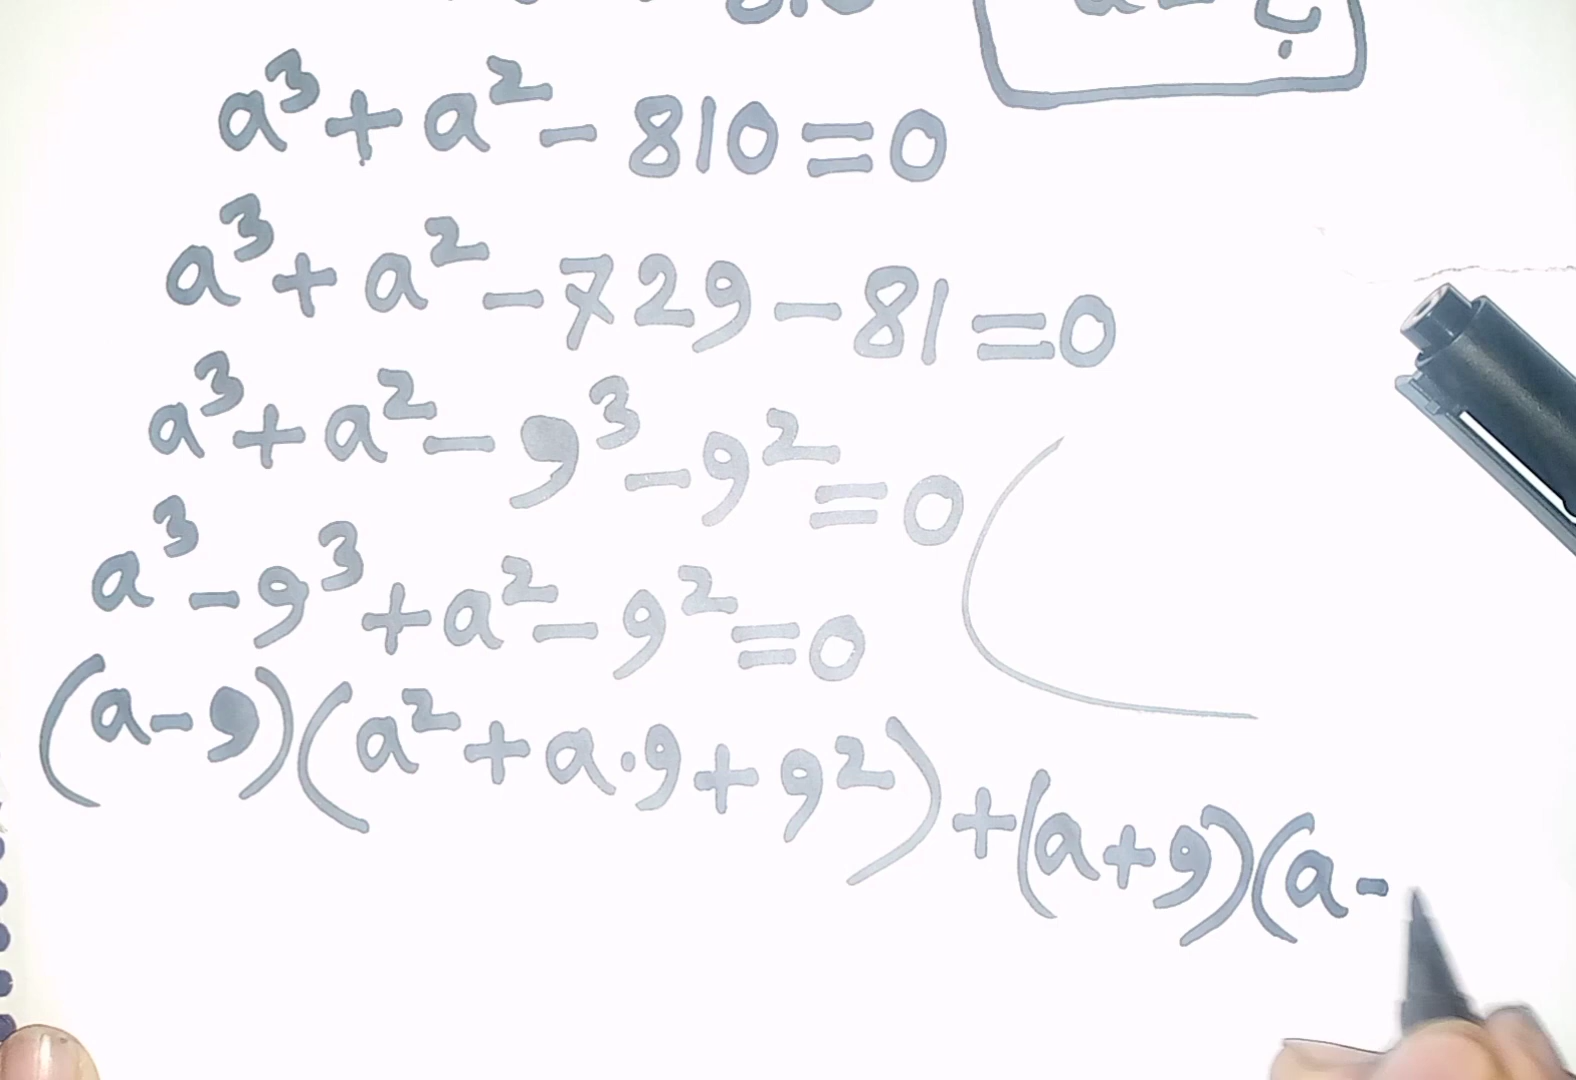 a³ + a² - 810 = 0
a³ + a² - 729 - 81 = 0
a³ + a² - 9³ - 9² = 0
a³ - 9³ + a² - 9² = 0
(a - 9)(a² + a·9 + 9²) + (a + 9)(a -